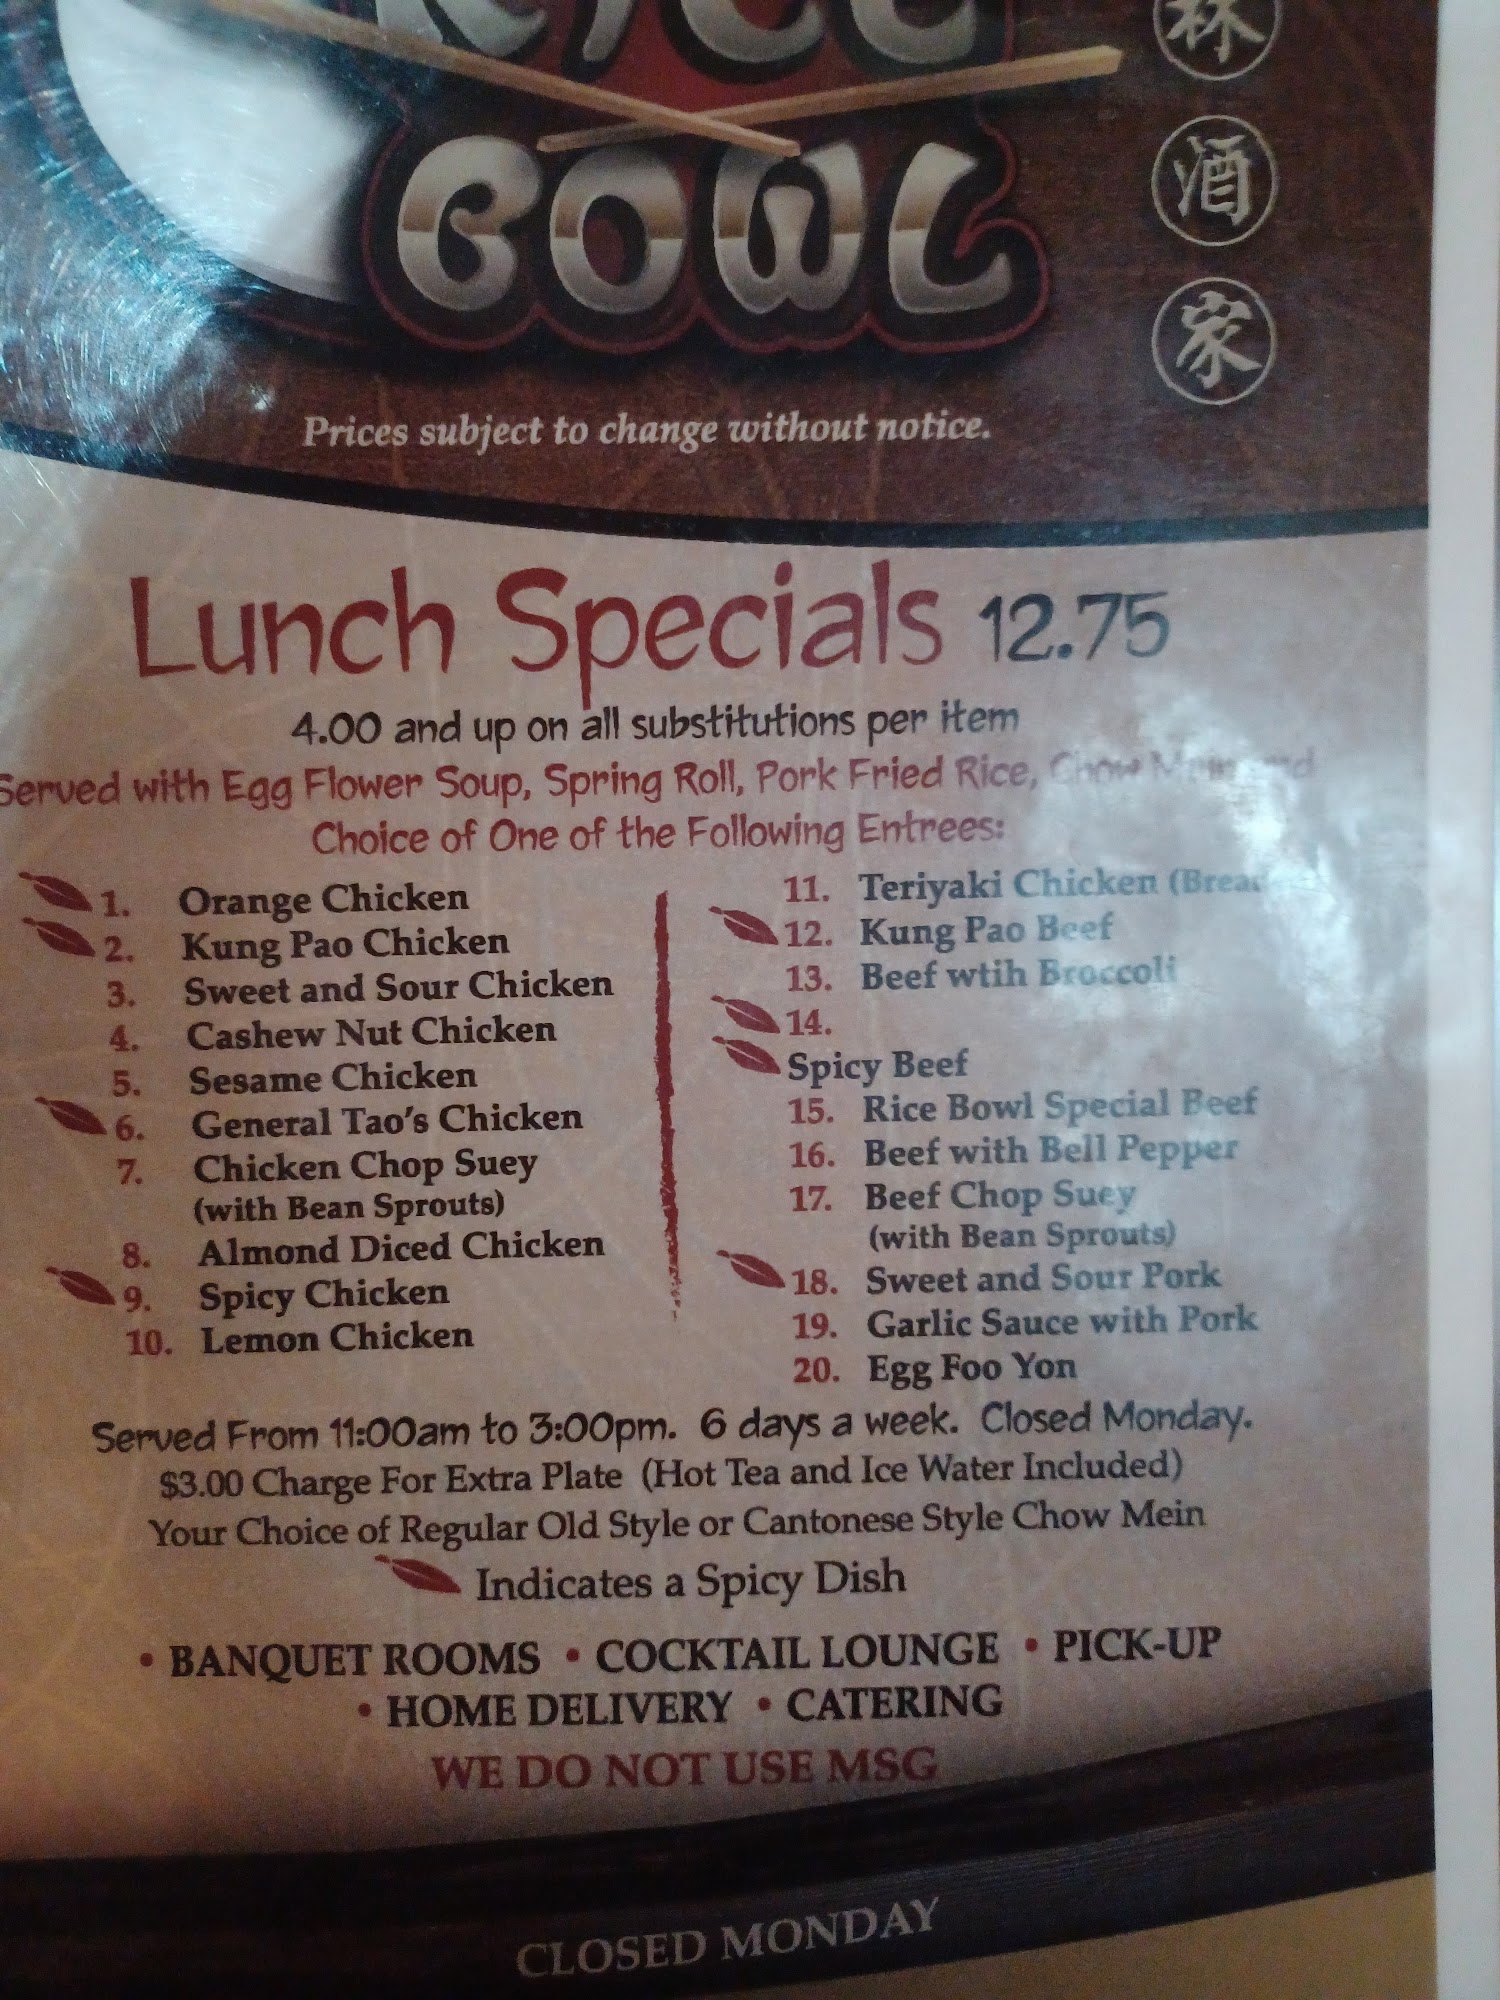 RICE
BOWL
林
酒
家
Prices subject to change without notice.
Lunch Specials 12.75
4.00 and up on all substitutions per item
Served with Egg Flower Soup, Spring Roll, Pork Fried Rice, Chow Mein and
Choice of One of the Following Entrees:
1. Orange Chicken
2. Kung Pao Chicken
3. Sweet and Sour Chicken
4. Cashew Nut Chicken
5. Sesame Chicken
6. General Tao's Chicken
7. Chicken Chop Suey
(with Bean Sprouts)
8. Almond Diced Chicken
9. Spicy Chicken
10. Lemon Chicken
11. Teriyaki Chicken
12. Kung Pao Beef
13. Beef wtih Broccoli
14.
Spicy Beef
15. Rice Bowl Special Beef
16. Beef with Bell Pepper
17. Beef Chop Suey
(with Bean Sprouts)
18. Sweet and Sour Pork
19. Garlic Sauce with Pork
20. Egg Foo Yon
Served From 11:00am to 3:00pm. 6 days a week. Closed Monday.
$3.00 Charge For Extra Plate (Hot Tea and Ice Water Included)
Your Choice of Regular Old Style or Cantonese Style Chow Mein
Indicates a Spicy Dish
• BANQUET ROOMS • COCKTAIL LOUNGE • PICK-UP
• HOME DELIVERY • CATERING
WE DO NOT USE MSG
CLOSED MONDAY